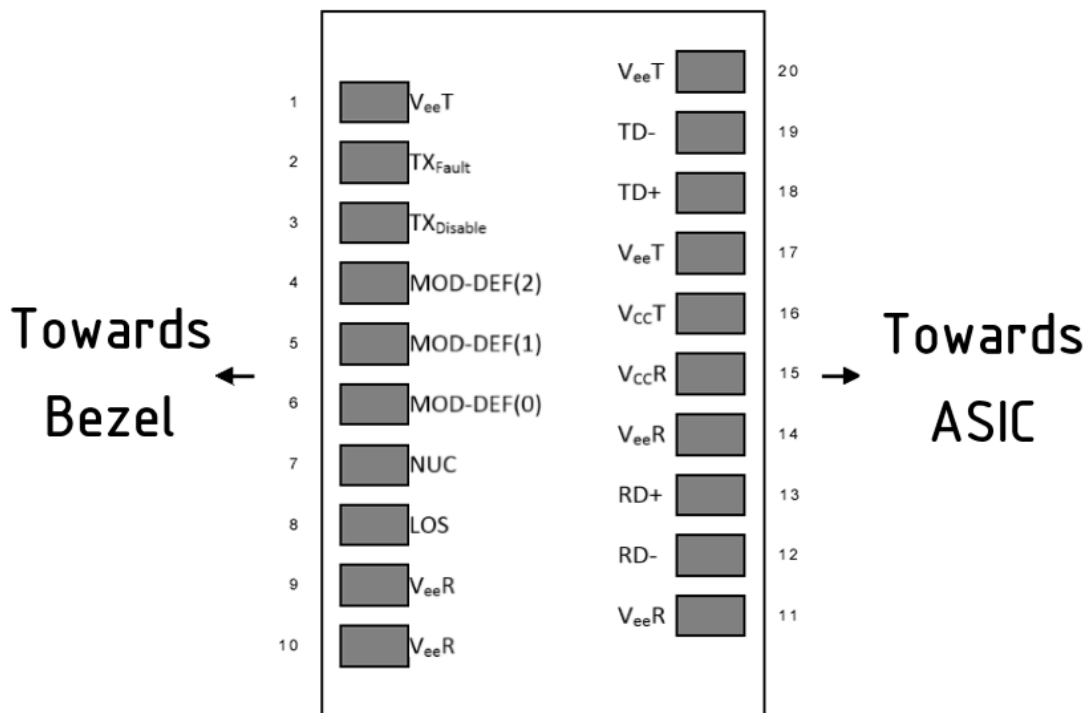 Towards
Bezel
1 VeeT
2 TXFault
3 TXDisable
4 MOD-DEF(2)
5 MOD-DEF(1)
6 MOD-DEF(0)
7 NUC
8 LOS
9 VeeR
10 VeeR
VeeT 20
TD- 19
TD+ 18
VeeT 17
VCCT 16
VCCR 15
VeeR 14
RD+ 13
RD- 12
VeeR 11
Towards
ASIC